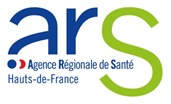 ars
Agence Régionale de Santé
Hauts-de-France